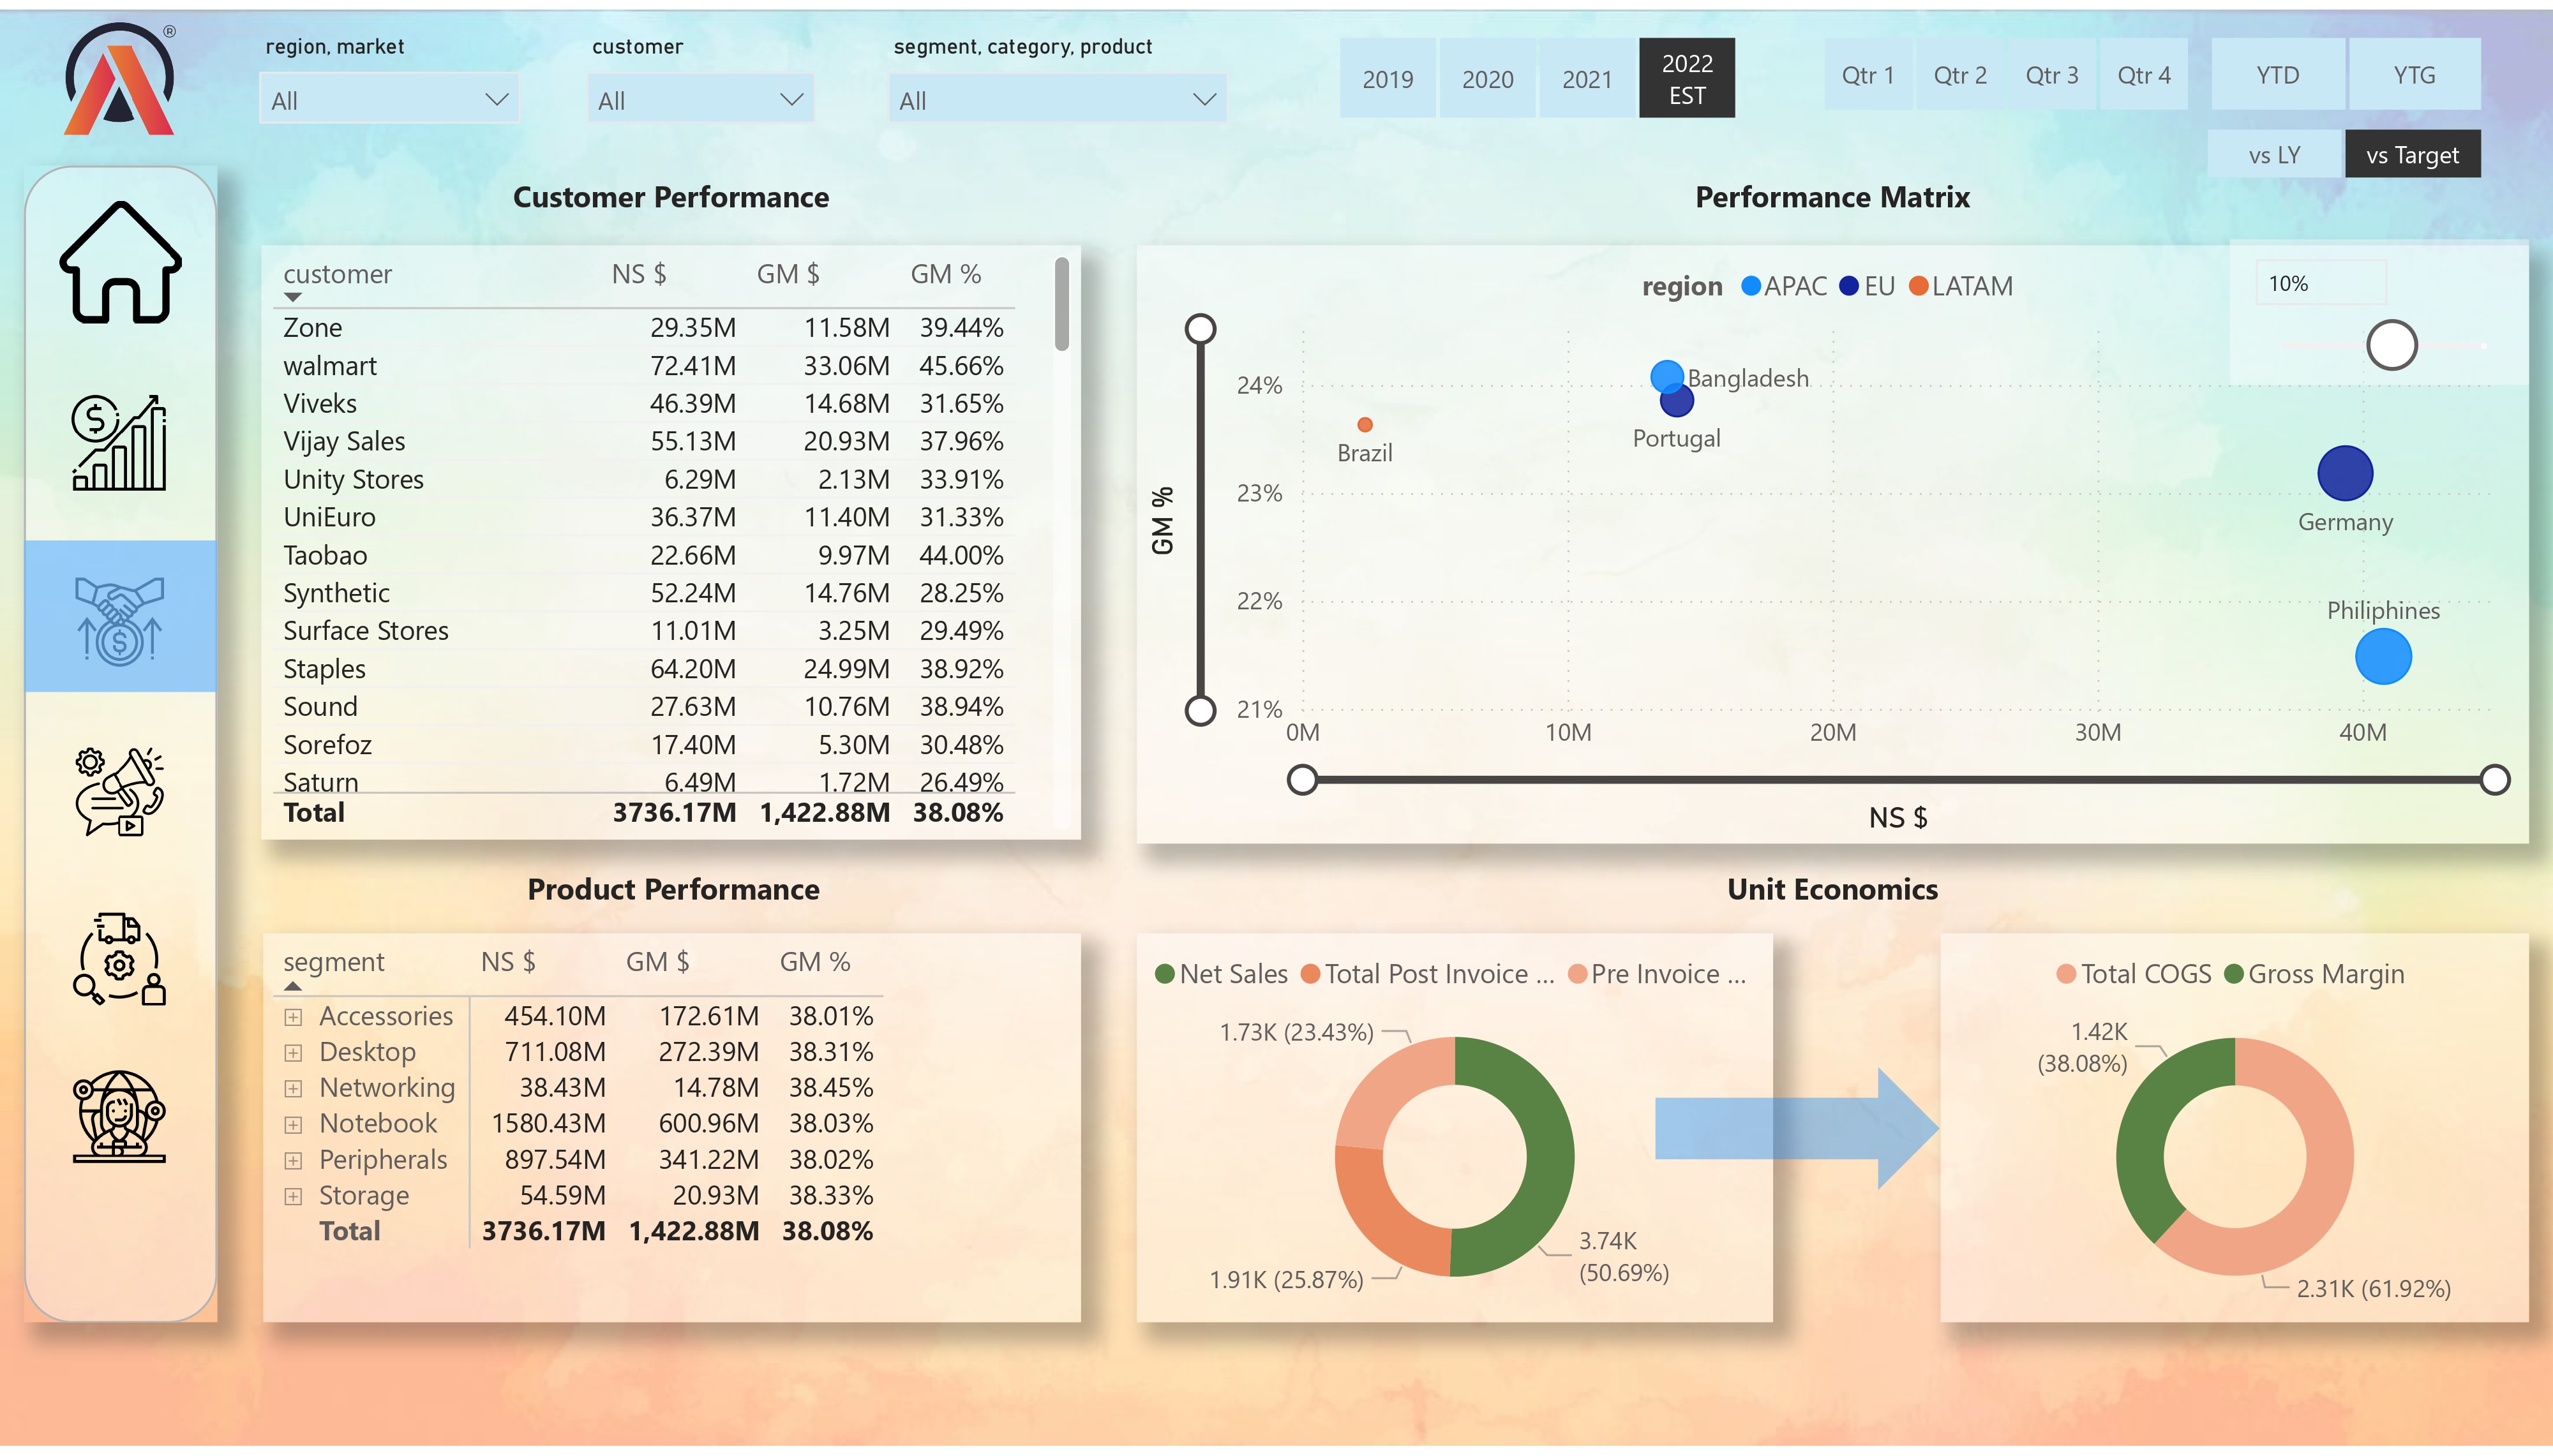 ®
region, market
All
customer
All
segment, category, product
All
2019
2020
2021
2022
EST
Qtr 1
Qtr 2
Qtr 3
Qtr 4
YTD
YTG
vs LY
vs Target
Customer Performance
customer NS $ GM $ GM %
Zone 29.35M 11.58M 39.44%
walmart 72.41M 33.06M 45.66%
Viveks 46.39M 14.68M 31.65%
Vijay Sales 55.13M 20.93M 37.96%
Unity Stores 6.29M 2.13M 33.91%
UniEuro 36.37M 11.40M 31.33%
Taobao 22.66M 9.97M 44.00%
Synthetic 52.24M 14.76M 28.25%
Surface Stores 11.01M 3.25M 29.49%
Staples 64.20M 24.99M 38.92%
Sound 27.63M 10.76M 38.94%
Sorefoz 17.40M 5.30M 30.48%
Saturn 6.49M 1.72M 26.49%
Total 3736.17M 1,422.88M 38.08%
Performance Matrix
region APAC EU LATAM
10%
GM %
24%
23%
22%
21%
Bangladesh
Portugal
Brazil
Germany
Philiphines
0M 10M 20M 30M 40M
NS $
Product Performance
segment NS $ GM $ GM %
Accessories 454.10M 172.61M 38.01%
Desktop 711.08M 272.39M 38.31%
Networking 38.43M 14.78M 38.45%
Notebook 1580.43M 600.96M 38.03%
Peripherals 897.54M 341.22M 38.02%
Storage 54.59M 20.93M 38.33%
Total 3736.17M 1,422.88M 38.08%
Unit Economics
Net Sales Total Post Invoice ... Pre Invoice ...
1.73K (23.43%)
3.74K
(50.69%)
1.91K (25.87%)
Total COGS Gross Margin
1.42K
(38.08%)
2.31K (61.92%)